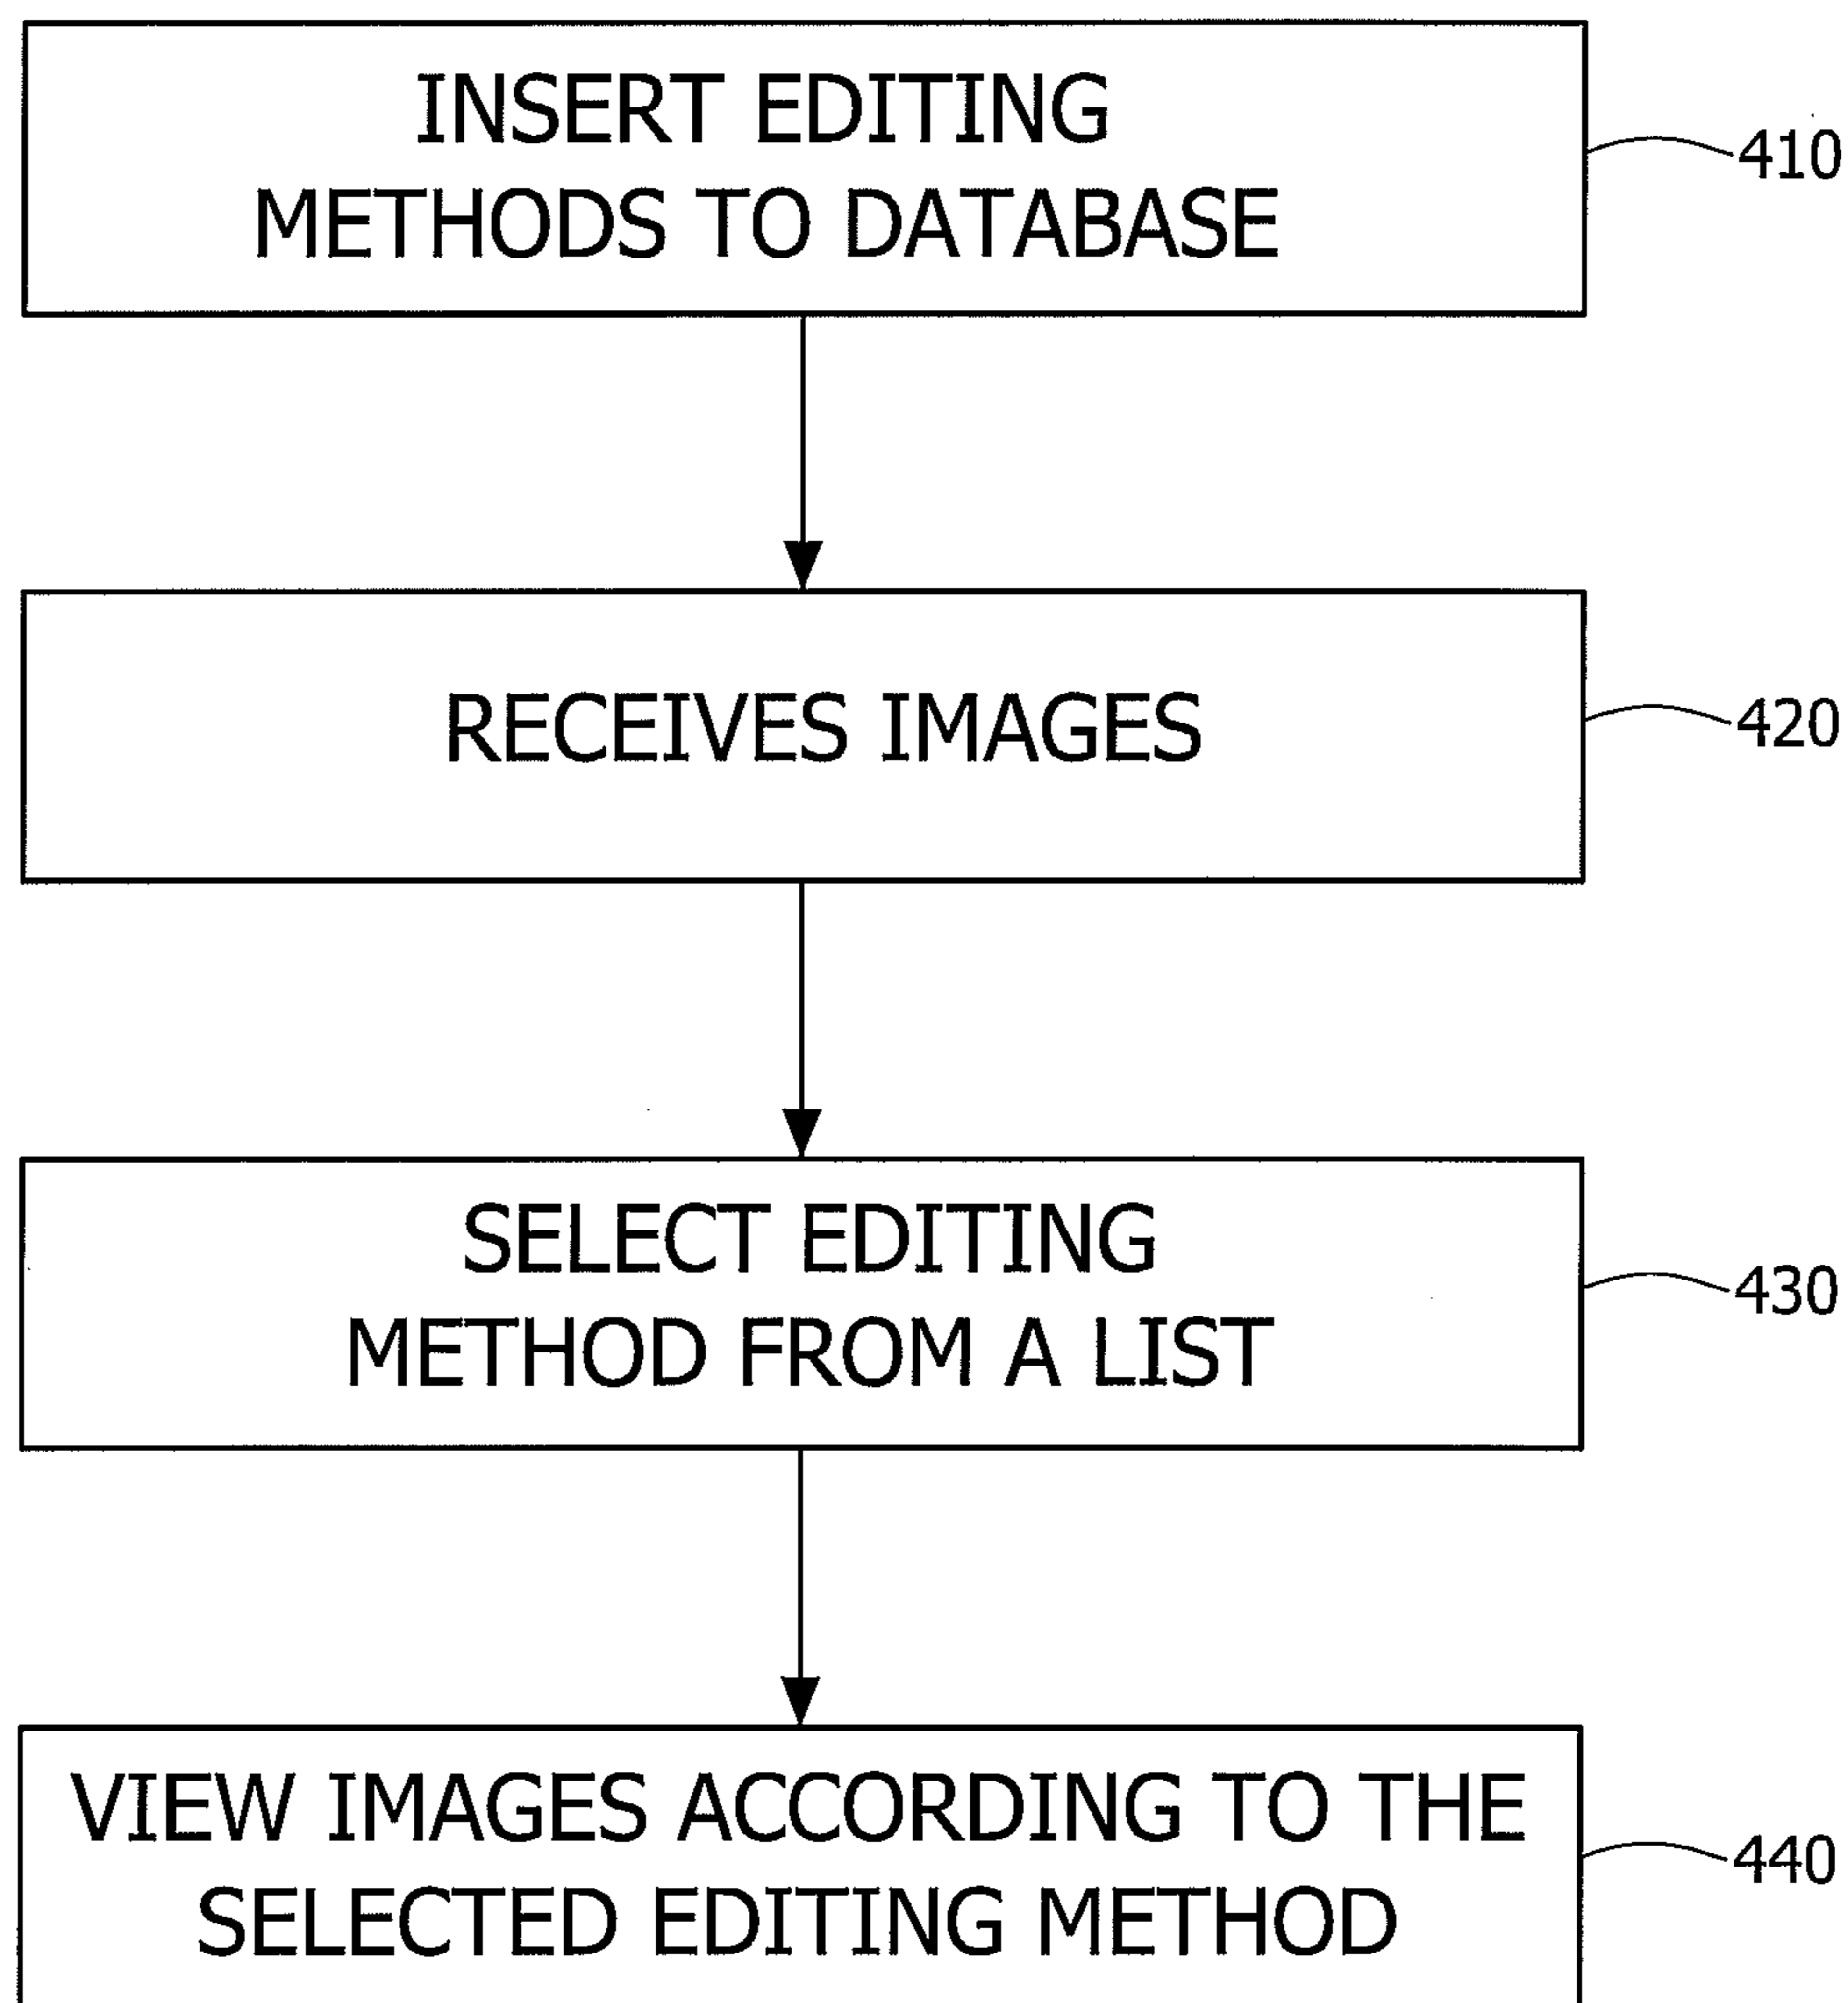 INSERT EDITING
METHODS TO DATABASE
410
RECEIVES IMAGES
420
SELECT EDITING
METHOD FROM A LIST
430
VIEW IMAGES ACCORDING TO THE
SELECTED EDITING METHOD
440